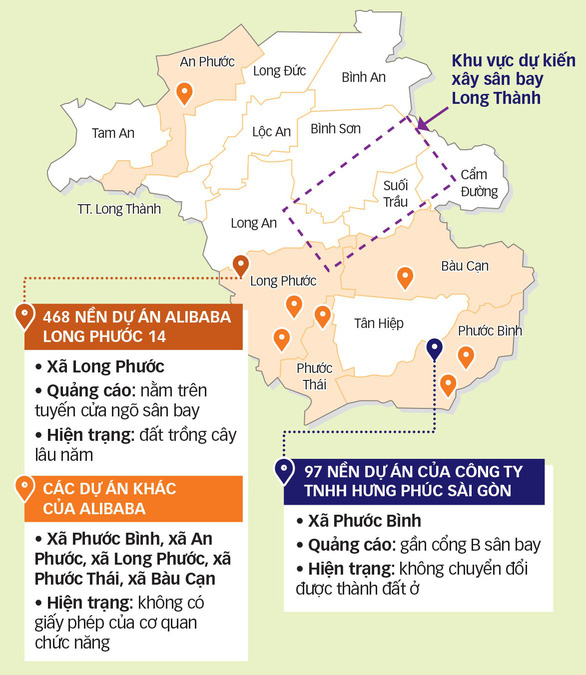 An Phước
Long Đức
Bình An
Khu vực dự kiến
xây sân bay
Long Thành
Tam An
Lộc An
Bình Sơn
Cẩm
Đường
Suối
Trầu
TT. Long Thành
Long An
Long Phước
Bàu Cạn
Tân Hiệp
Phước Bình
Phước
Thái
468 NỀN DỰ ÁN ALIBABA
LONG PHƯỚC 14
• Xã Long Phước
• Quảng cáo: nằm trên
tuyến cửa ngõ sân bay
• Hiện trạng: đất trồng cây
lâu năm
CÁC DỰ ÁN KHÁC
CỦA ALIBABA
• Xã Phước Bình, xã An
Phước, xã Long Phước, xã
Phước Thái, xã Bàu Cạn
• Hiện trạng: không có
giấy phép của cơ quan
chức năng
97 NỀN DỰ ÁN CỦA CÔNG TY
TNHH HƯNG PHÚC SÀI GÒN
• Xã Phước Bình
• Quảng cáo: gần cổng B sân bay
• Hiện trạng: không chuyển đổi
được thành đất ở